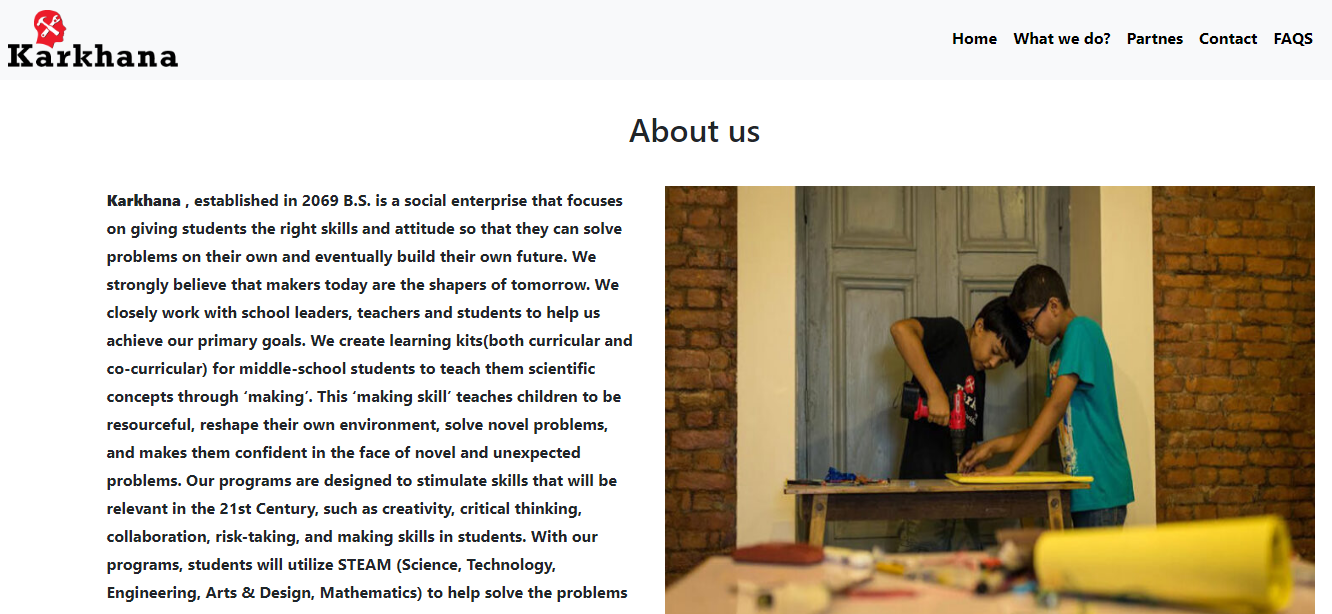 Karkhana
Home What we do? Partnes Contact FAQS
About us
Karkhana , established in 2069 B.S. is a social enterprise that focuses
on giving students the right skills and attitude so that they can solve
problems on their own and eventually build their own future. We
strongly believe that makers today are the shapers of tomorrow. We
closely work with school leaders, teachers and students to help us
achieve our primary goals. We create learning kits(both curricular and
co-curricular) for middle-school students to teach them scientific
concepts through ‘making’. This ‘making skill’ teaches children to be
resourceful, reshape their own environment, solve novel problems,
and makes them confident in the face of novel and unexpected
problems. Our programs are designed to stimulate skills that will be
relevant in the 21st Century, such as creativity, critical thinking,
collaboration, risk-taking, and making skills in students. With our
programs, students will utilize STEAM (Science, Technology,
Engineering, Arts & Design, Mathematics) to help solve the problems